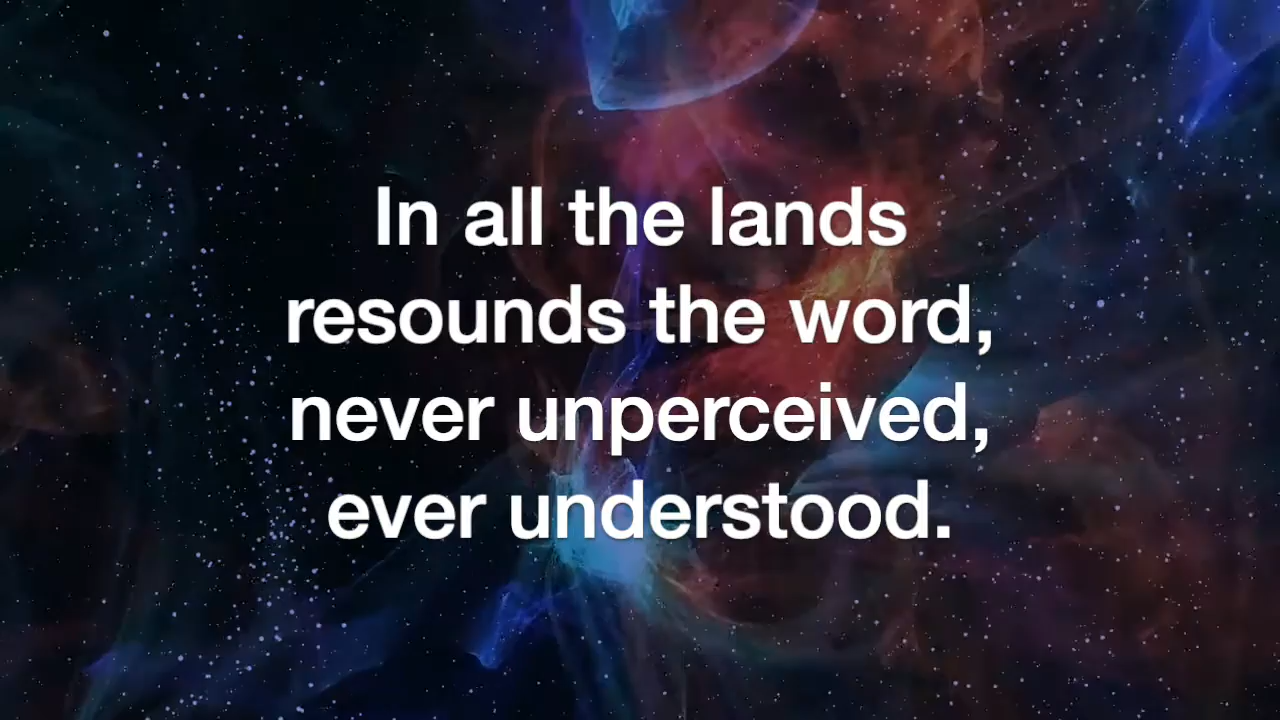 In all the lands
resounds the word,
never unperceived,
ever understood.